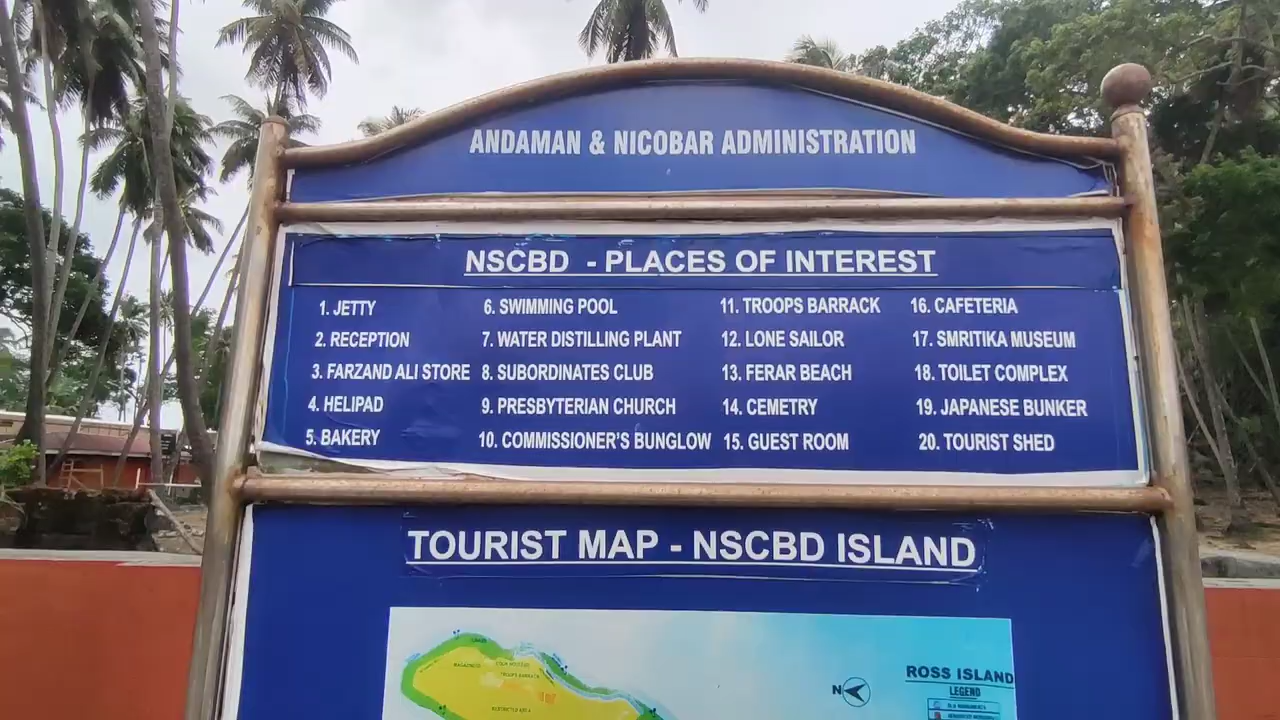 ANDAMAN & NICOBAR ADMINISTRATION
NSCBD - PLACES OF INTEREST
1. JETTY
2. RECEPTION
3. FARZAND ALI STORE
4. HELIPAD
5. BAKERY
6. SWIMMING POOL
7. WATER DISTILLING PLANT
8. SUBORDINATES CLUB
9. PRESBYTERIAN CHURCH
10. COMMISSIONER'S BUNGLOW
11. TROOPS BARRACK
12. LONE SAILOR
13. FERAR BEACH
14. CEMETRY
15. GUEST ROOM
16. CAFETERIA
17. SMRITIKA MUSEUM
18. TOILET COMPLEX
19. JAPANESE BUNKER
20. TOURIST SHED
TOURIST MAP - NSCBD ISLAND
N
ROSS ISLAND
LEGEND